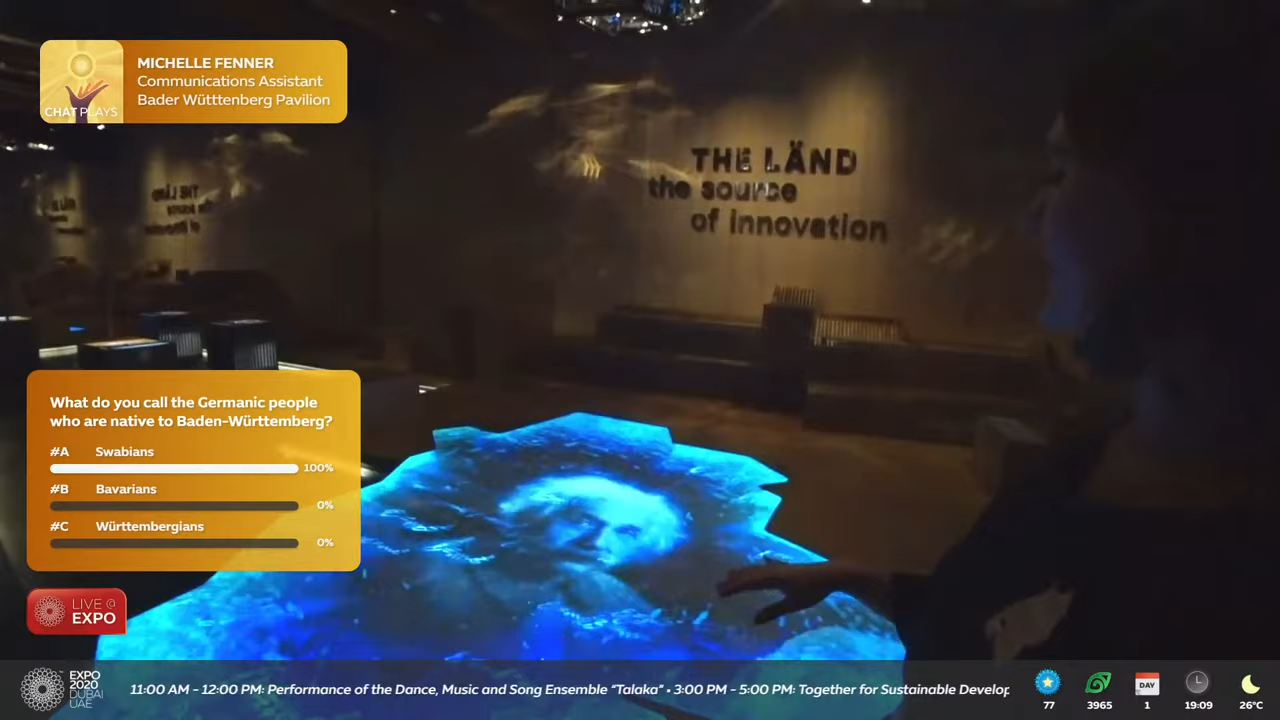 MICHELLE FENNER
Communications Assistant
Bader Wütttenberg Pavilion
CHAT PLAYS
THE LÄND
the source
of innovation
What do you call the Germanic people
who are native to Baden-Württemberg?
#A Swabians
100%
#B Bavarians
0%
#C Württembergians
0%
LIVE @
EXPO
EXPO
2020
DUBAI
UAE
11:00 AM - 12:00 PM: Performance of the Dance, Music and Song Ensemble "Talaka" • 3:00 PM - 5:00 PM: Together for Sustainable Develop
77
3965
DAY
1
19:09
26°C